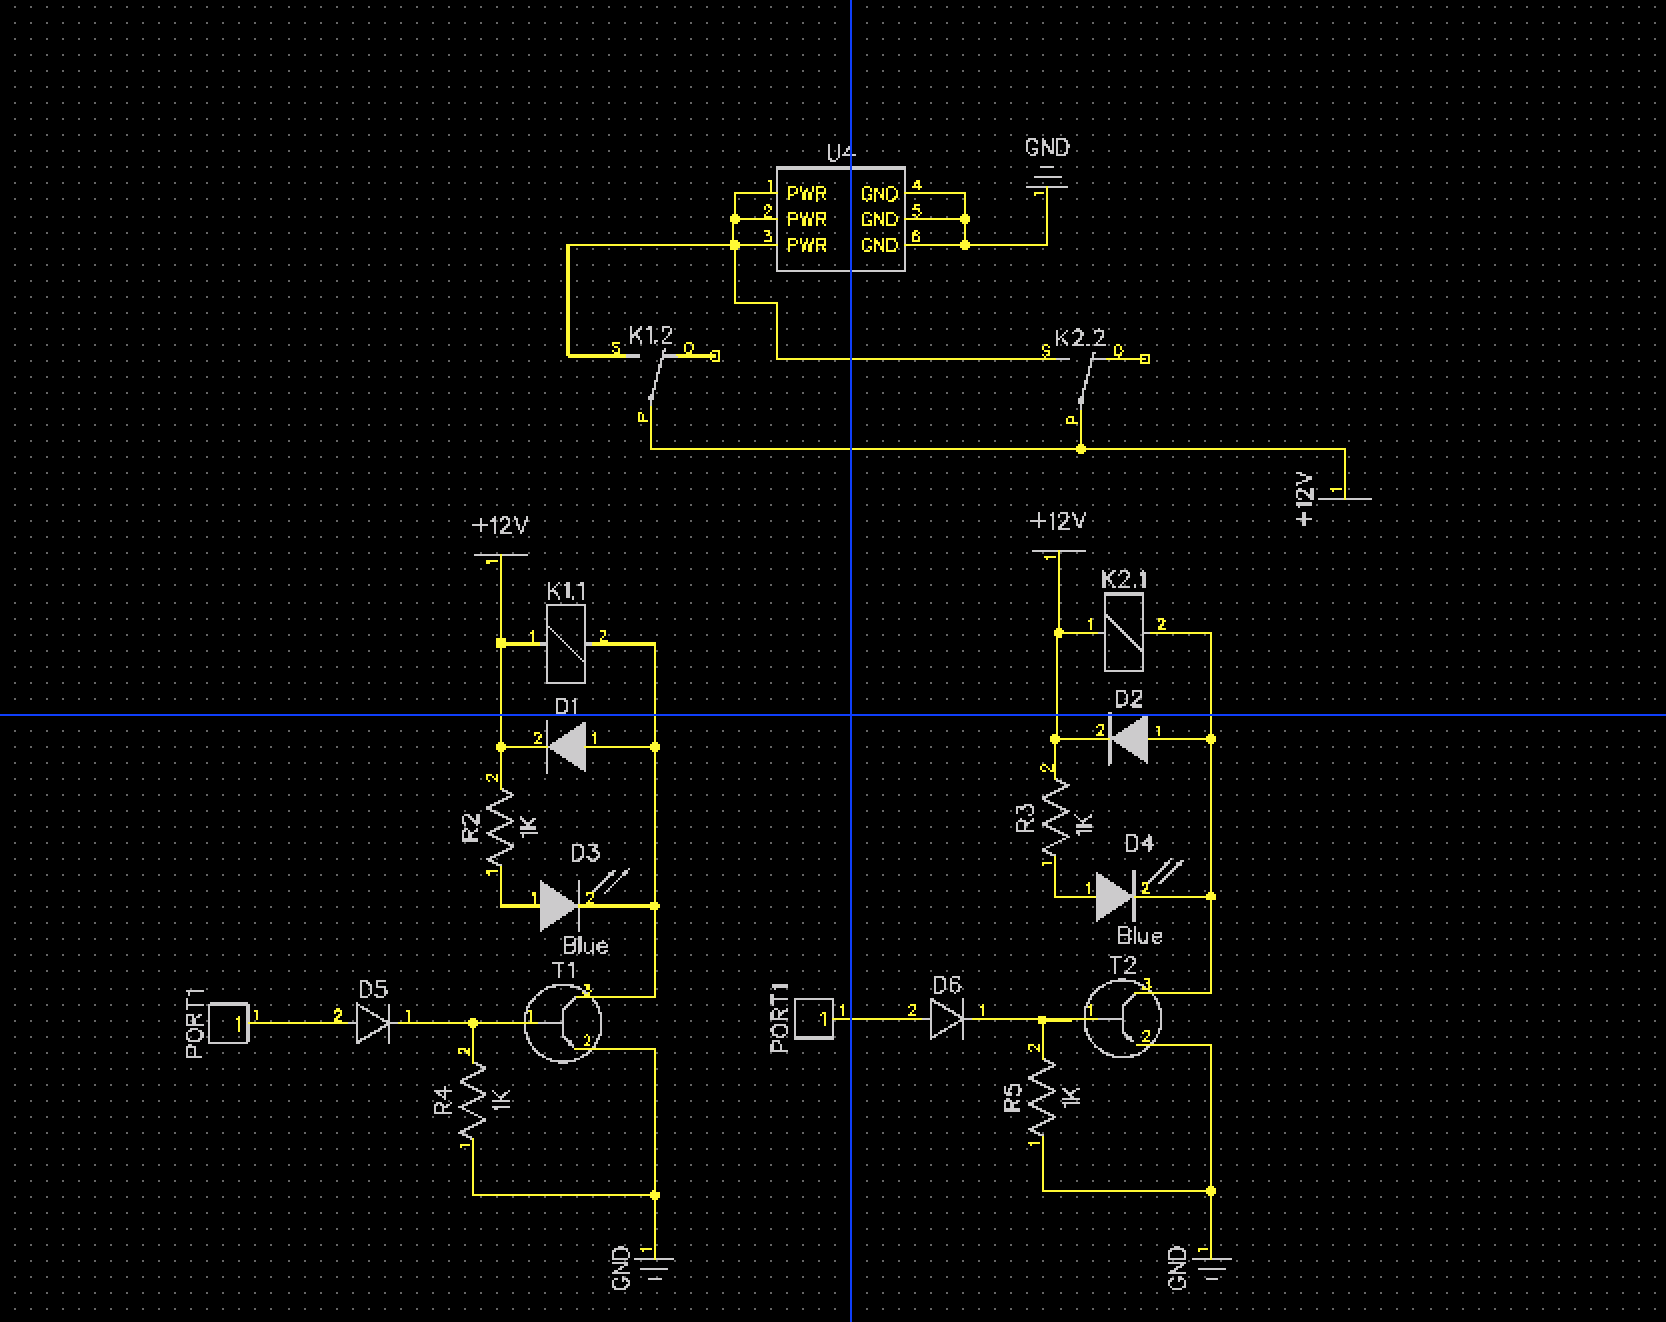 U4
GND
1 PWR GND 4
2 PWR GND 5
3 PWR GND 6
1
K1.2
S O
P
K2.2
S O
P
+12V
1
+12V
1
K1.1
1 2
D1
2 1
2
R2 1K
1
D3
1 2
Blue
T1
3
1
2
PORT1
1 1
D5
2 1
2
R4 1K
1
1
GND
+12V
1
K2.1
1 2
D2
2 1
2
R3 1K
1
D4
1 2
Blue
T2
3
1
2
PORT1
1 1
D6
2 1
2
R5 1K
1
1
GND